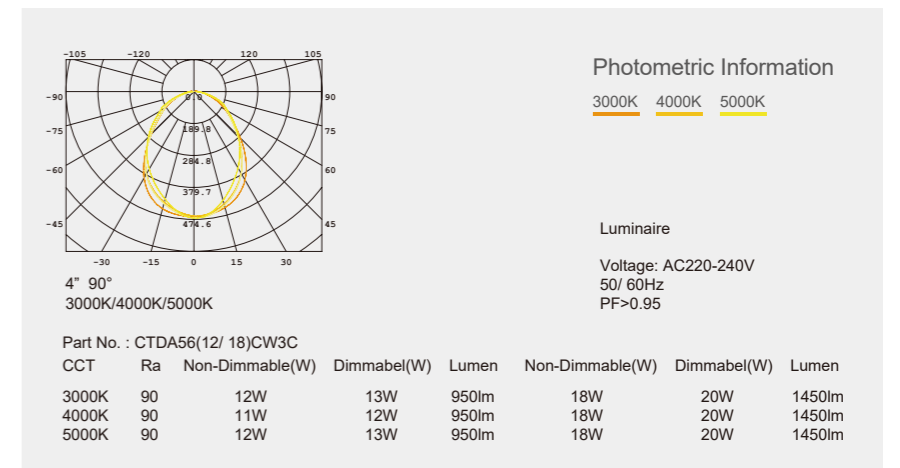 -105 -120 120 105
Photometric Information
-90 0.0 90
3000K 4000K 5000K
-75 189.8 75
284.8
-60 60
379.7
-45 474.6 45
Luminaire
-30 -15 0 15 30
Voltage: AC220-240V
4” 90°
50/ 60Hz
3000K/4000K/5000K
PF>0.95
Part No. : CTDA56(12/ 18)CW3C
CCT Ra Non-Dimmable(W) Dimmabel(W) Lumen Non-Dimmable(W) Dimmabel(W) Lumen
3000K 90 12W 13W 950lm 18W 20W 1450lm
4000K 90 11W 12W 950lm 18W 20W 1450lm
5000K 90 12W 13W 950lm 18W 20W 1450lm